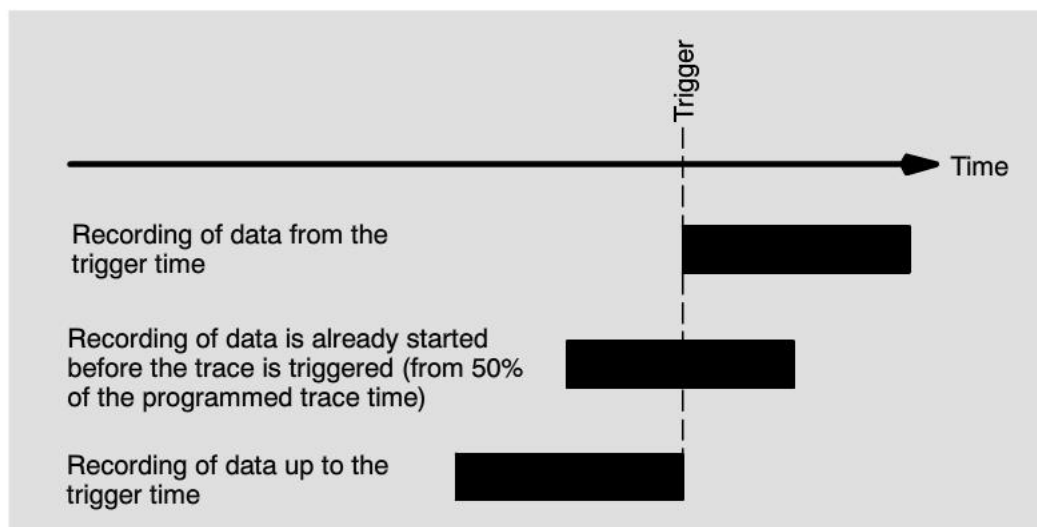 Trigger
Time
Recording of data from the
trigger time
Recording of data is already started
before the trace is triggered (from 50%
of the programmed trace time)
Recording of data up to the
trigger time